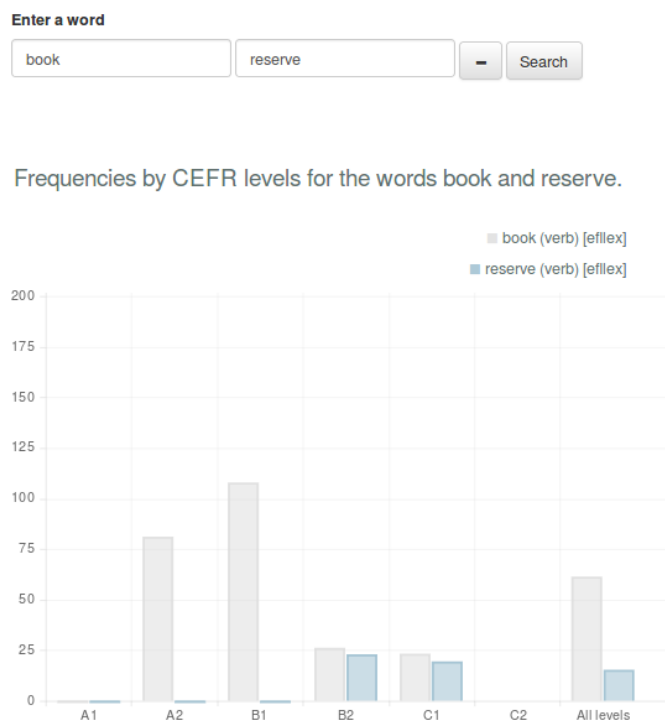 Enter a word
book reserve – Search
Frequencies by CEFR levels for the words book and reserve.
book (verb) [efllex]
reserve (verb) [efllex]
200
175
150
125
100
75
50
25
0
A1 A2 B1 B2 C1 C2 All levels